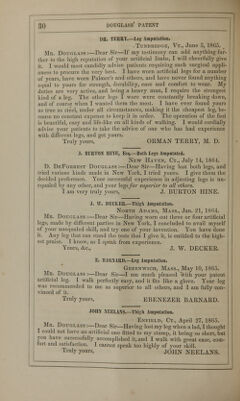 30 DOUGLASS' PATENT
DR. TERRY.—Leg Amputation.
TUNBRIDGE, Vt., June 5, 1865.
MR. DOUGLASS:—Dear Sir—If my testimony can add anything fur-
ther to the high reputation of your artificial limbs, I will cheerfully give
it. I would most candidly advise patients requiring such surgical appli-
ances to procure the very best. I have worn artificial legs for a number
of years, have worn Palmer's and others, and have never found anything
equal to yours for strength, durability, ease and comfort to wear. My
duties are very active, and being a heavy man, I require the strongest
kind of a leg. The other legs I have worn were constantly breaking down,
and of course when I wanted them the most. I have ever found yours
so true as tried, under all circumstances, making it the cheapest leg, be-
cause no constant expense to keep it in order. The operation of the foot
is beautiful, easy and life-like on all kinds of walking. I would cordially
advise your patients to take the advice of one who has had experience
with different legs, and get yours.
Truly yours, ORMAN TERRY, M. D.
J. BURTON HINE, Esq.—Both Legs Amputated.
NEW HAVEN, Ct., July 14, 1864.
D. DEFORREST DOUGLASS:—Dear Sir—Having lost both legs, and
tried various kinds made in New York, I tried yours. I give them the
decided preference. Your successful experience in adjusting legs is not
equaled by any other, and your legs far superior to all others.
I am very truly yours, J. BURTON HINE.
J. W. DECKER.—Thigh Amputation.
NORTH ADAMS, Mass., Jan. 21, 1864.
MR. DOUGLASS:—Dear Sir—Having worn out three or four artificial
legs, made by different parties in New York, I concluded to avail myself
of your unequaled skill, and try one of your invention. You have done
it. Any leg that can stand the tests that I give it, is entitled to the high-
est praise. I know, as I speak from experience.
Yours, &c., J. W. DECKER.
E. BARNARD.—Leg Amputation.
GREENWICH, MASS., May 10, 1865.
MR. DOUGLASS:—Dear Sir—I am much pleased with your patent
artificial leg. I walk perfectly easy, and it fits like a glove. Your leg
was recommended to me as superior to all others, and I am fully con-
vinced of it.
Truly yours, EBENEZER BARNARD.
JOHN NEELANS.—Thigh Amputation.
ENFIELD, Ct., April 27, 1865.
MR. DOUGLASS:—Dear Sir—Having lost my leg when a lad, I thought
I could not have an artificial one fitted to my stump, it being so short, but
you have successfully accomplished it, and I walk with great ease, com-
fort and satisfaction. I cannot speak too highly of your skill.
Truly yours, JOHN NEELANS.